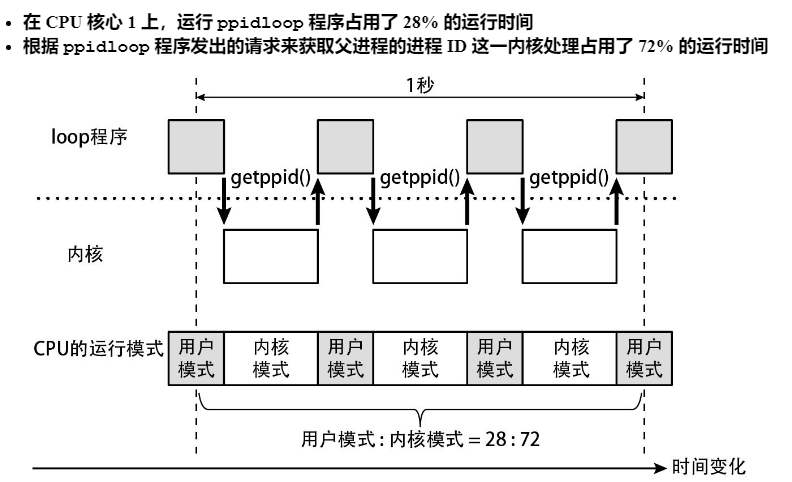 • 在 CPU 核心 1 上，运行 ppidloop 程序占用了 28% 的运行时间
• 根据 ppidloop 程序发出的请求来获取父进程的进程 ID 这一内核处理占用了 72% 的运行时间
1秒
loop程序
getppid() getppid() getppid()
内核
CPU的运行模式
用户模式 内核模式 用户模式 内核模式 用户模式 内核模式 用户模式
用户模式 : 内核模式 = 28 : 72
时间变化